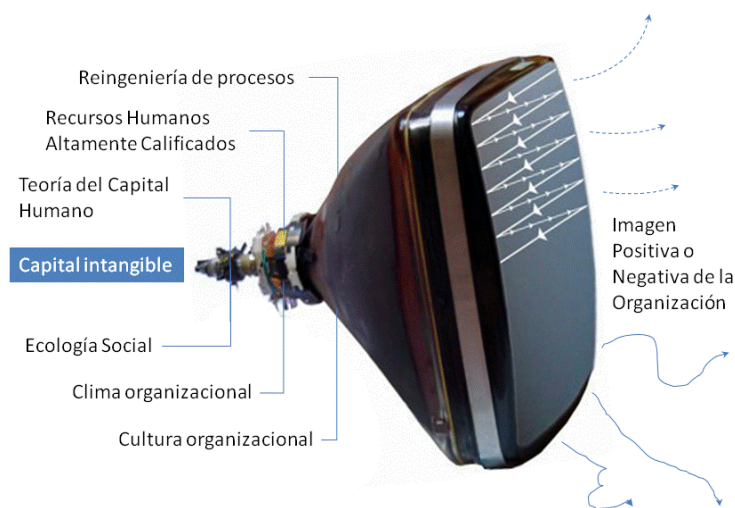 Reingeniería de procesos
Recursos Humanos
Altamente Calificados
Teoría del Capital
Humano
Capital intangible
Ecología Social
Clima organizacional
Cultura organizacional
Imagen
Positiva o
Negativa de la
Organización